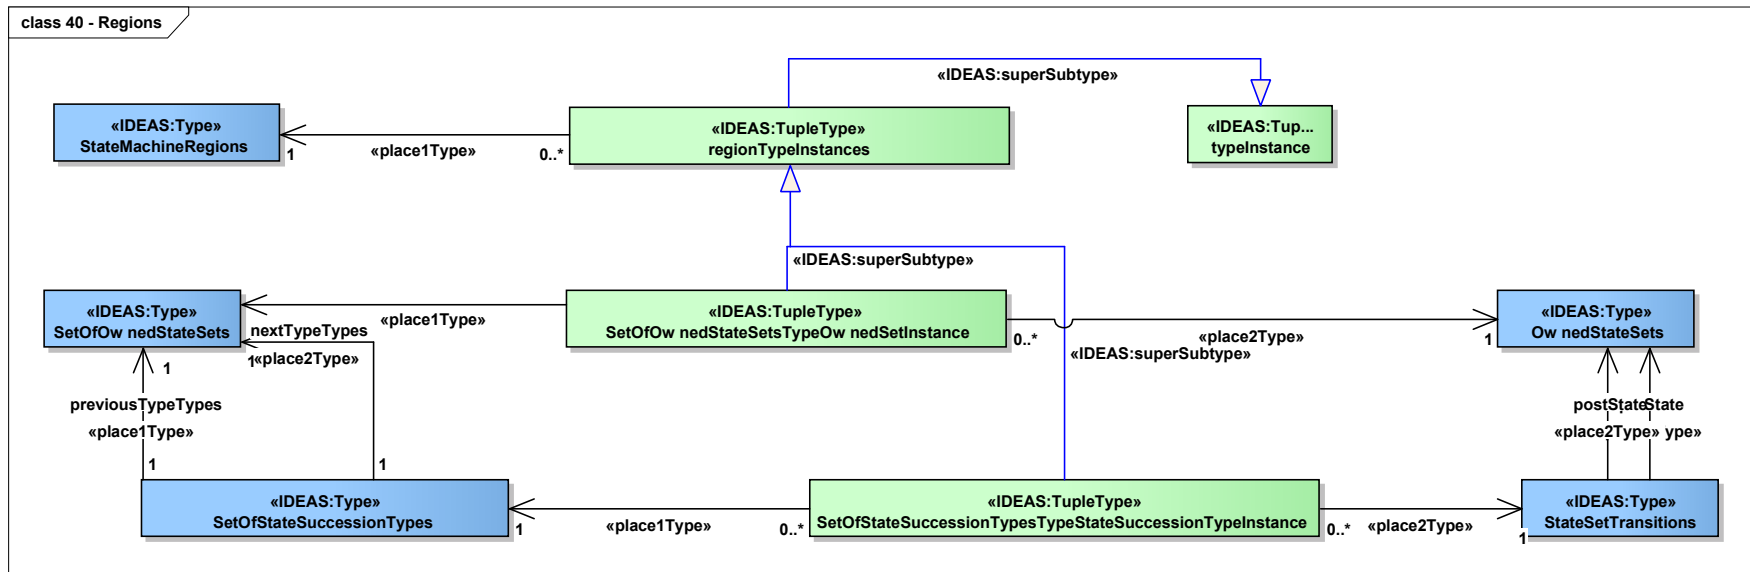 class 40 - Regions
«IDEAS:superSubtype»
«IDEAS:Type»
StateMachineRegions
1
«place1Type»
0..*
«IDEAS:TupleType»
regionTypeInstances
«IDEAS:Tup...
typeInstance
«IDEAS:superSubtype»
«IDEAS:Type»
SetOfOw nedStateSets
«place1Type»
«IDEAS:TupleType»
SetOfOw nedStateSetsTypeOw nedSetInstance
0..*
«place2Type»
1
«IDEAS:Type»
Ow nedStateSets
nextTypeTypes
1
«place2Type»
1
«IDEAS:superSubtype»
previousTypeTypes
«place1Type»
1
1
postState
State
«place2Type»
ype»
«IDEAS:Type»
SetOfStateSuccessionTypes
1
«place1Type»
0..*
«IDEAS:TupleType»
SetOfStateSuccessionTypesTypeStateSuccessionTypeInstance
0..*
«place2Type»
1
«IDEAS:Type»
StateSetTransitions